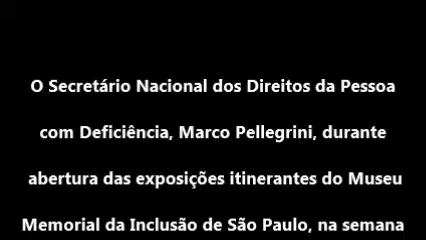 O Secretário Nacional dos Direitos da Pessoa
com Deficiência, Marco Pellegrini, durante
abertura das exposições itinerantes do Museu
Memorial da Inclusão de São Paulo, na semana